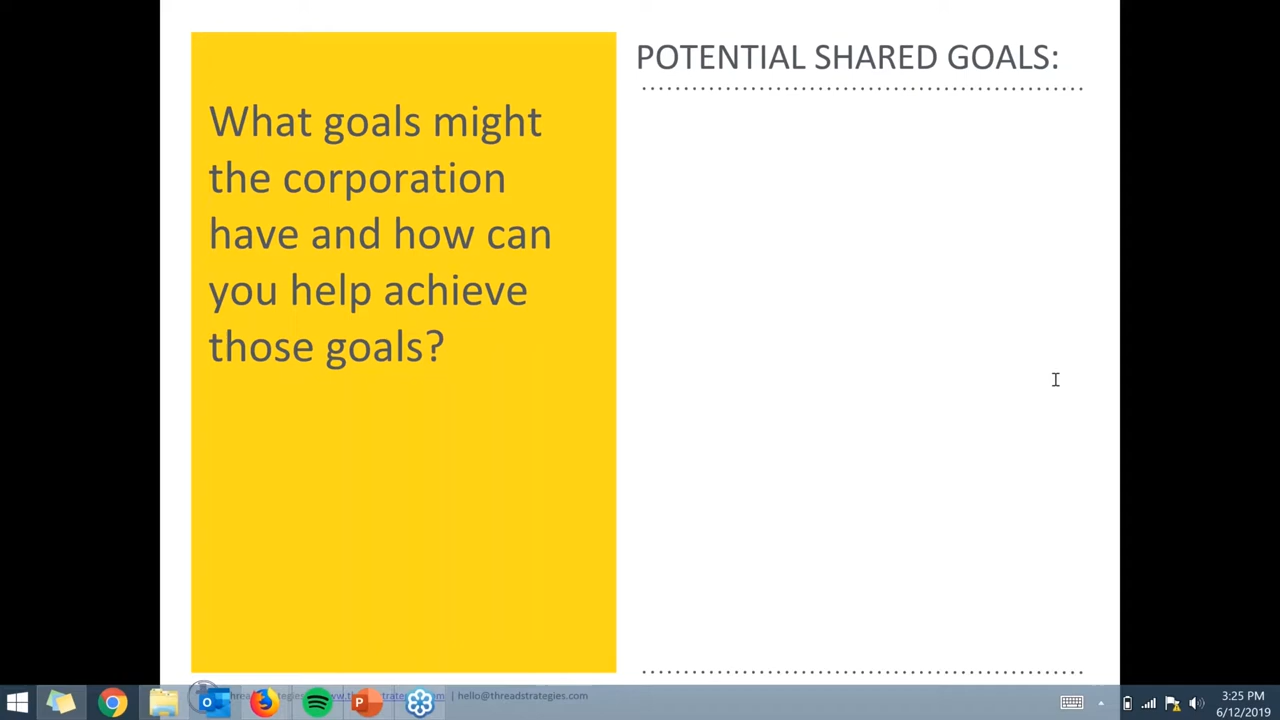 What goals might
the corporation
have and how can
you help achieve
those goals?
POTENTIAL SHARED GOALS:
| hello@threadstrategies.com
3:25 PM
6/12/2019